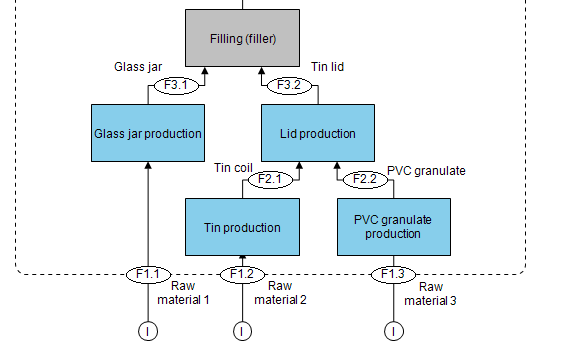 Filling (filler)
Glass jar
Tin lid
F3.1
F3.2
Glass jar production
Lid production
Tin coil
PVC granulate
F2.1
F2.2
Tin production
PVC granulate
production
F1.1
F1.2
F1.3
Raw
material 1
Raw
material 2
Raw
material 3
I
I
I